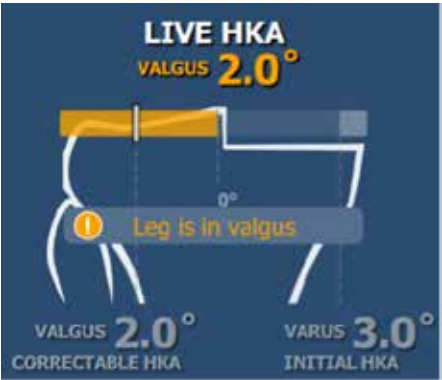 LIVE HKA
VALGUS 2.0°
0°
! Leg is in valgus
VALGUS 2.0° VARUS 3.0°
CORRECTABLE HKA INITIAL HKA